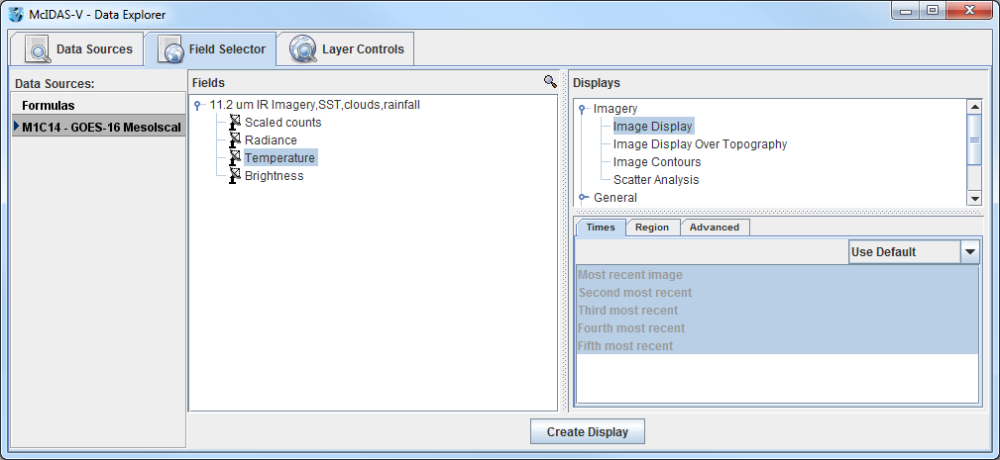 McIDAS-V - Data Explorer
Data Sources
Field Selector
Layer Controls
Data Sources:
Formulas
M1C14 - GOES-16 Mesolscal
Fields
11.2 um IR Imagery,SST,clouds,rainfall
Scaled counts
Radiance
Temperature
Brightness
Displays
Imagery
Image Display
Image Display Over Topography
Image Contours
Scatter Analysis
General
Times
Region
Advanced
Use Default
Most recent image
Second most recent
Third most recent
Fourth most recent
Fifth most recent
Create Display